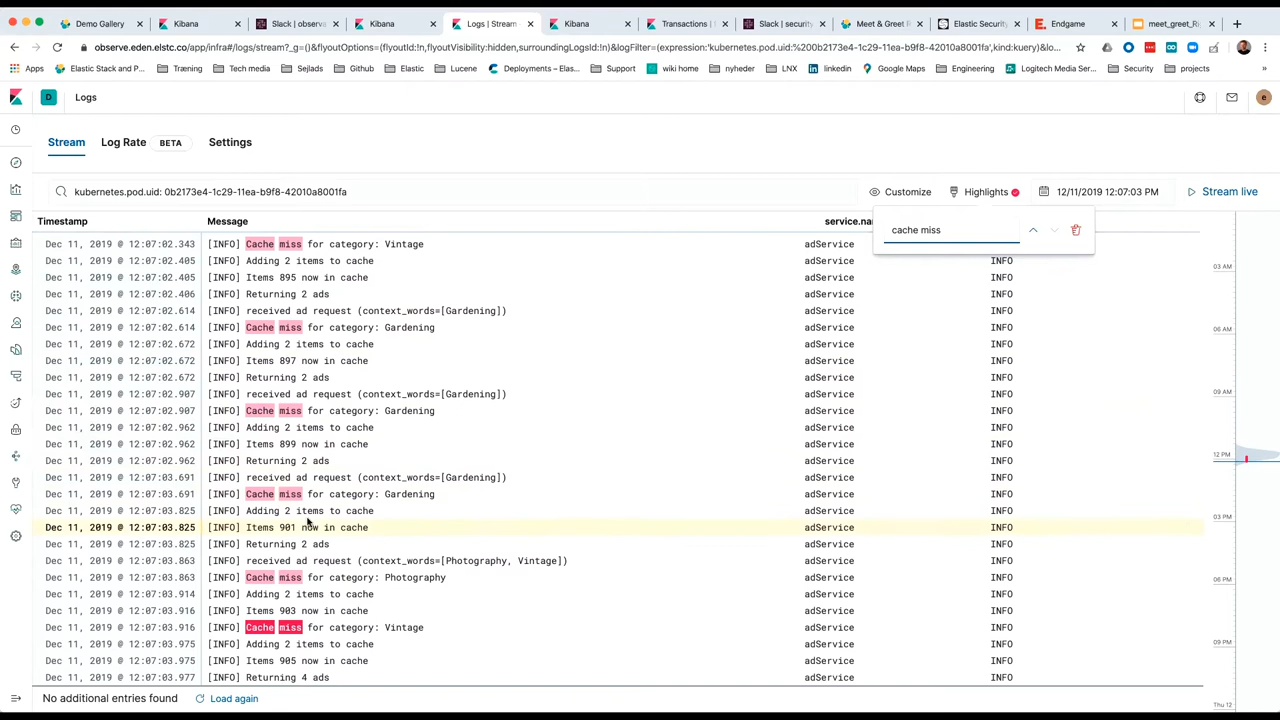 Demo Gallery
Kibana
Slack | observa
Kibana
Logs | Stream
Kibana
Transactions |
Slack | security
Meet & Greet R
Elastic Security
Endgame
meet_greet_Ri
observe.eden.elstc.co/app/infra#/logs/stream?_g=()&flyoutOptions=(flyoutId:!n,flyoutVisibility:hidden,surroundingLogsId:!n)&logFilter=(expression:'kubernetes.pod.uid:%200b2173e4-1c29-11ea-b9f8-42010a8001fa',kind:kuery)&lo...
Apps
Elastic Stack and P...
Træning
Tech media
Sejlads
Github
Elastic
Lucene
Deployments – Elas...
Support
wiki home
nyheder
LNX
linkedin
Google Maps
Engineering
Logitech Media Ser...
Security
projects
»
D
Logs
e
Stream
Log Rate
BETA
Settings
kubernetes.pod.uid: 0b2173e4-1c29-11ea-b9f8-42010a8001fa
Customize
Highlights
12/11/2019 12:07:03 PM
Stream live
Timestamp
Message
service.na
cache miss
Dec 11, 2019 @ 12:07:02.343 [INFO] Cache miss for category: Vintage
Dec 11, 2019 @ 12:07:02.405 [INFO] Adding 2 items to cache adService INFO
Dec 11, 2019 @ 12:07:02.405 [INFO] Items 895 now in cache adService INFO
Dec 11, 2019 @ 12:07:02.406 [INFO] Returning 2 ads adService INFO
Dec 11, 2019 @ 12:07:02.614 [INFO] received ad request (context_words=[Gardening]) adService INFO
Dec 11, 2019 @ 12:07:02.614 [INFO] Cache miss for category: Gardening adService INFO
Dec 11, 2019 @ 12:07:02.672 [INFO] Adding 2 items to cache adService INFO
Dec 11, 2019 @ 12:07:02.672 [INFO] Items 897 now in cache adService INFO
Dec 11, 2019 @ 12:07:02.672 [INFO] Returning 2 ads adService INFO
Dec 11, 2019 @ 12:07:02.907 [INFO] received ad request (context_words=[Gardening]) adService INFO
Dec 11, 2019 @ 12:07:02.907 [INFO] Cache miss for category: Gardening adService INFO
Dec 11, 2019 @ 12:07:02.962 [INFO] Adding 2 items to cache adService INFO
Dec 11, 2019 @ 12:07:02.962 [INFO] Items 899 now in cache adService INFO
Dec 11, 2019 @ 12:07:02.962 [INFO] Returning 2 ads adService INFO
Dec 11, 2019 @ 12:07:03.691 [INFO] received ad request (context_words=[Gardening]) adService INFO
Dec 11, 2019 @ 12:07:03.691 [INFO] Cache miss for category: Gardening adService INFO
Dec 11, 2019 @ 12:07:03.825 [INFO] Adding 2 items to cache adService INFO
Dec 11, 2019 @ 12:07:03.825 [INFO] Items 901 now in cache adService INFO
Dec 11, 2019 @ 12:07:03.825 [INFO] Returning 2 ads adService INFO
Dec 11, 2019 @ 12:07:03.863 [INFO] received ad request (context_words=[Photography, Vintage]) adService INFO
Dec 11, 2019 @ 12:07:03.863 [INFO] Cache miss for category: Photography adService INFO
Dec 11, 2019 @ 12:07:03.914 [INFO] Adding 2 items to cache adService INFO
Dec 11, 2019 @ 12:07:03.916 [INFO] Items 903 now in cache adService INFO
Dec 11, 2019 @ 12:07:03.916 [INFO] Cache miss for category: Vintage adService INFO
Dec 11, 2019 @ 12:07:03.975 [INFO] Adding 2 items to cache adService INFO
Dec 11, 2019 @ 12:07:03.975 [INFO] Items 905 now in cache adService INFO
Dec 11, 2019 @ 12:07:03.977 [INFO] Returning 4 ads adService INFO
03 AM
06 AM
09 AM
12 PM
03 PM
06 PM
09 PM
Thu 12
No additional entries found
Load again